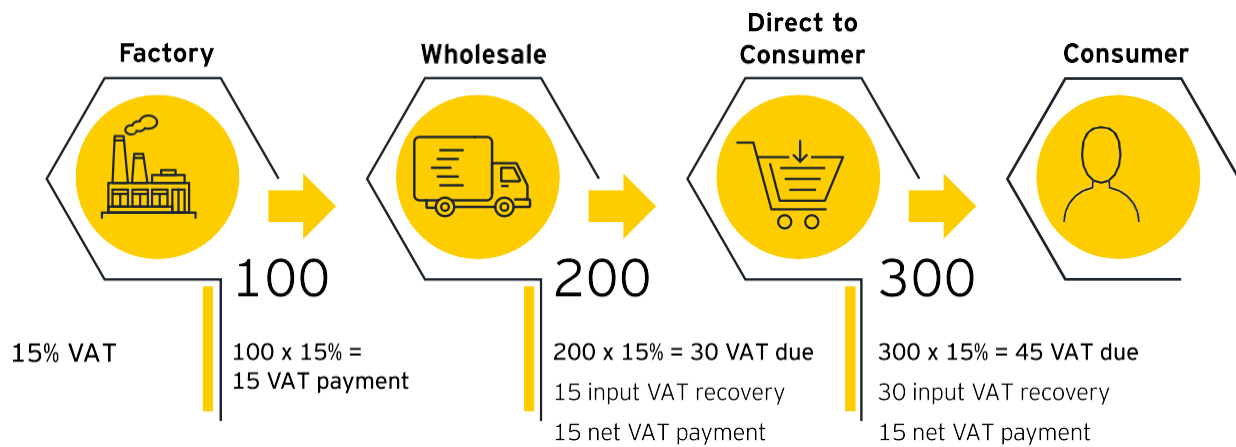 Factory
Wholesale
Direct to
Consumer
Consumer
100
200
300
15% VAT
100 x 15% =
15 VAT payment
200 x 15% = 30 VAT due
15 input VAT recovery
15 net VAT payment
300 x 15% = 45 VAT due
30 input VAT recovery
15 net VAT payment